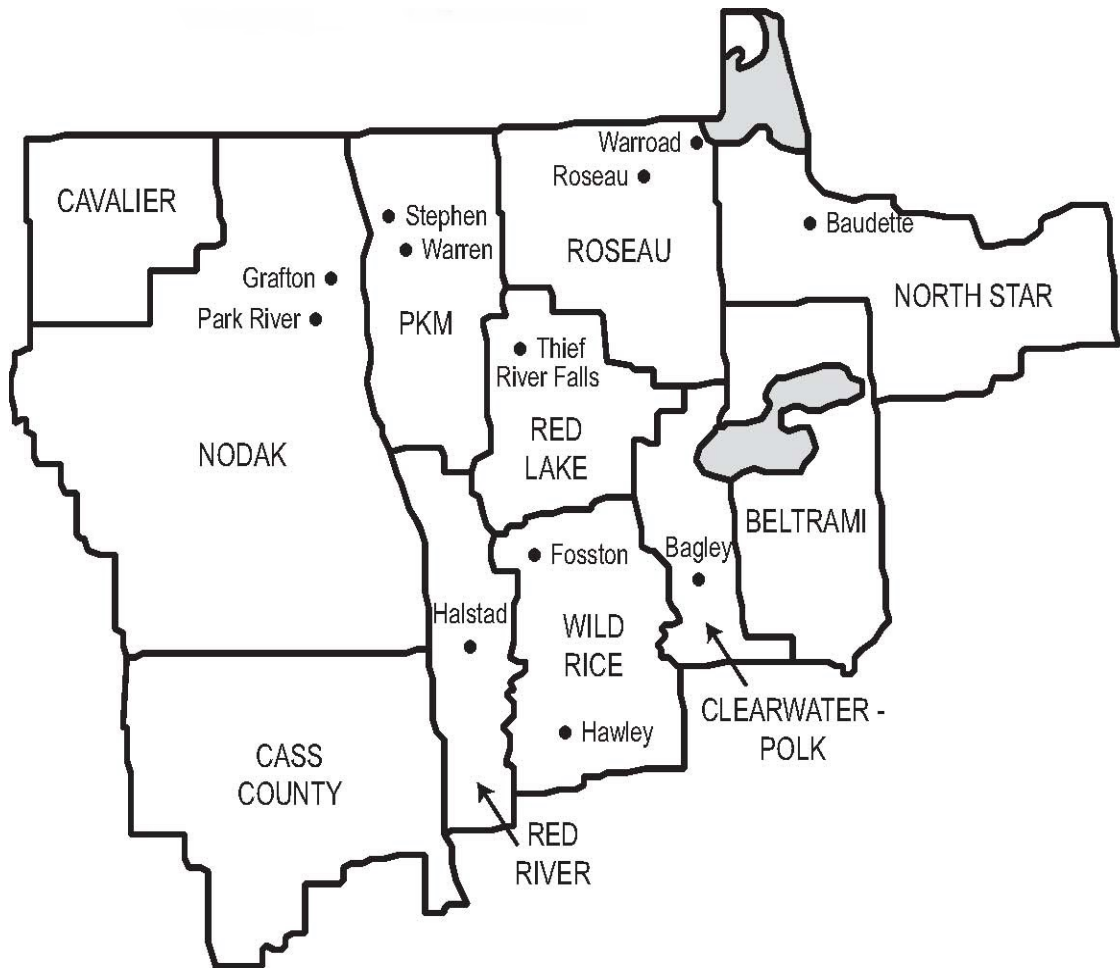 Warroad
Roseau
CAVALIER
Stephen
Baudette
Warren
ROSEAU
Grafton
NORTH STAR
Park River
PKM
Thief
River Falls
NODAK
RED
LAKE
BELTRAMI
Bagley
Fosston
Halstad
WILD
RICE
CLEARWATER -
POLK
Hawley
CASS
COUNTY
RED
RIVER